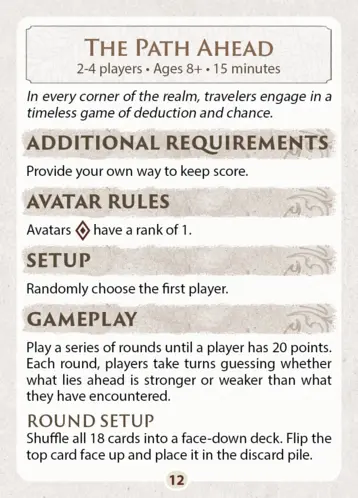 The Path Ahead
2-4 players • Ages 8+ • 15 minutes
In every corner of the realm, travelers engage in a
timeless game of deduction and chance.
ADDITIONAL REQUIREMENTS
Provide your own way to keep score.
AVATAR RULES
Avatars have a rank of 1.
SETUP
Randomly choose the first player.
GAMEPLAY
Play a series of rounds until a player has 20 points.
Each round, players take turns guessing whether
what lies ahead is stronger or weaker than what
they have encountered.
ROUND SETUP
Shuffle all 18 cards into a face-down deck. Flip the
top card face up and place it in the discard pile.
12